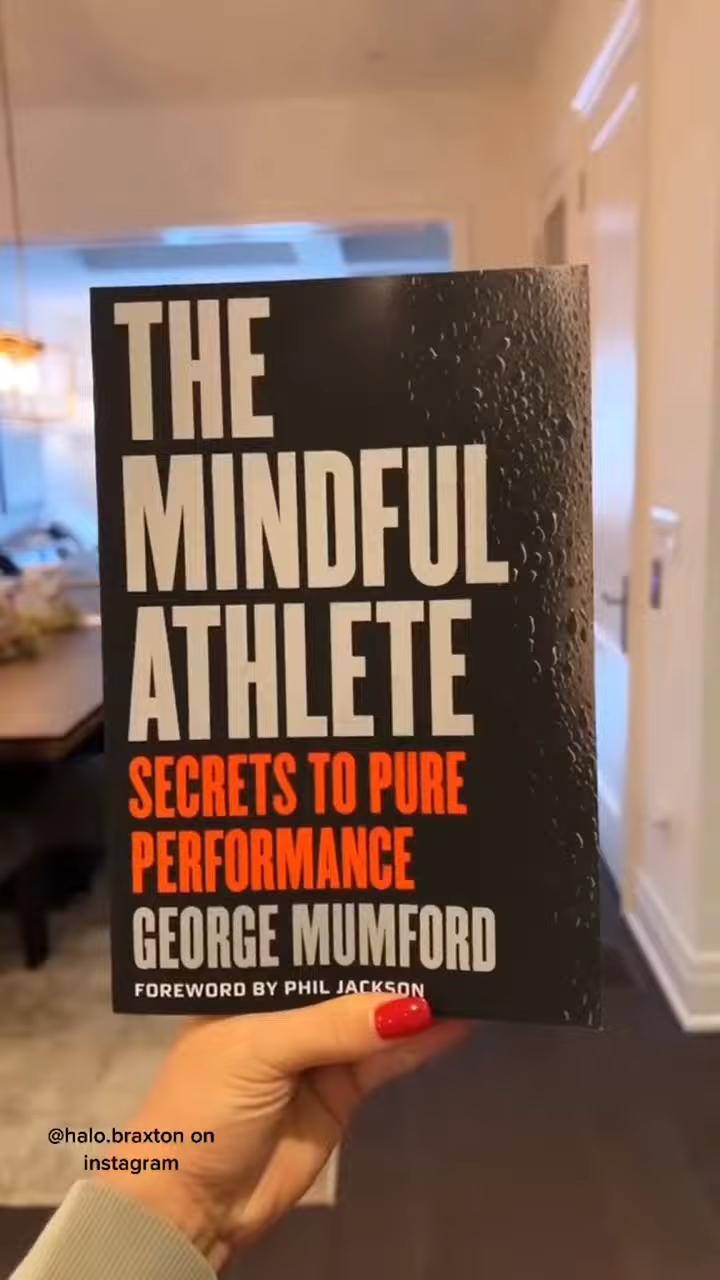 THE
MINDFUL
ATHLETE
SECRETS TO PURE
PERFORMANCE
GEORGE MUMFORD
FOREWORD BY PHIL JACKSON
@halo.braxton on
instagram